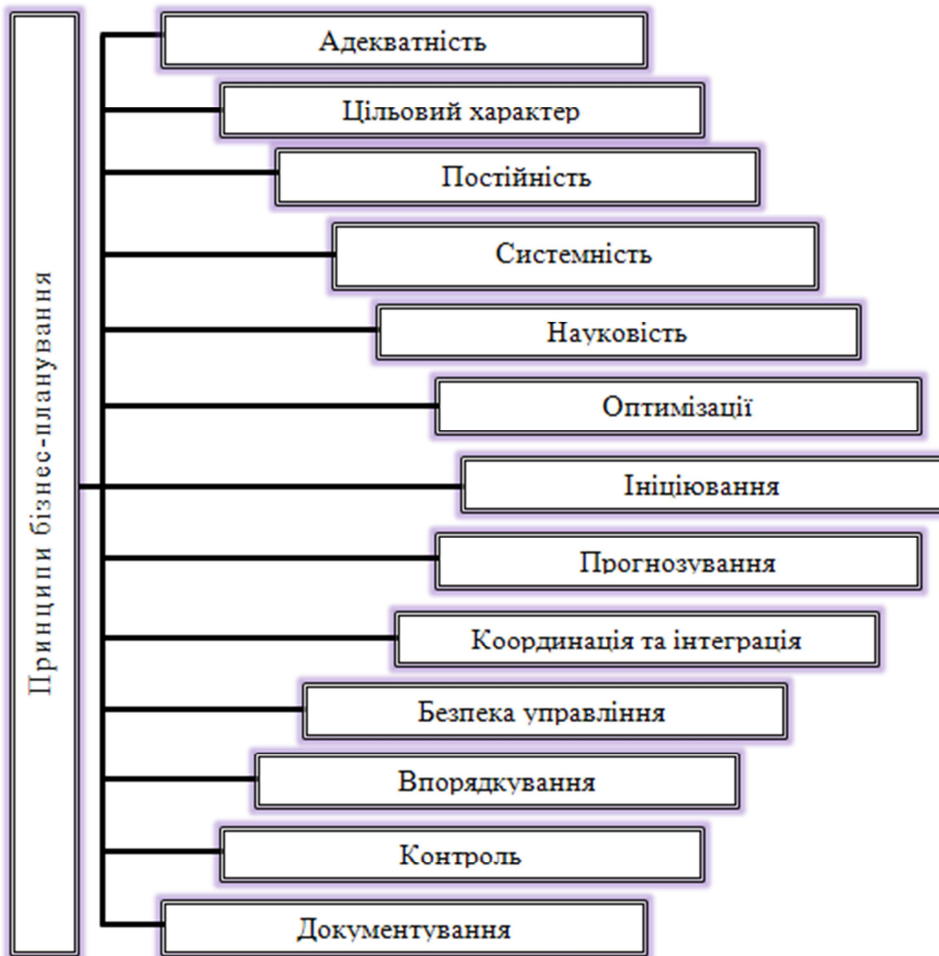 Принципи бізнес-планування
Адекватність
Цільовий характер
Постійність
Системність
Науковість
Оптимізації
Ініціювання
Прогнозування
Координація та інтеграція
Безпека управління
Впорядкування
Контроль
Документування